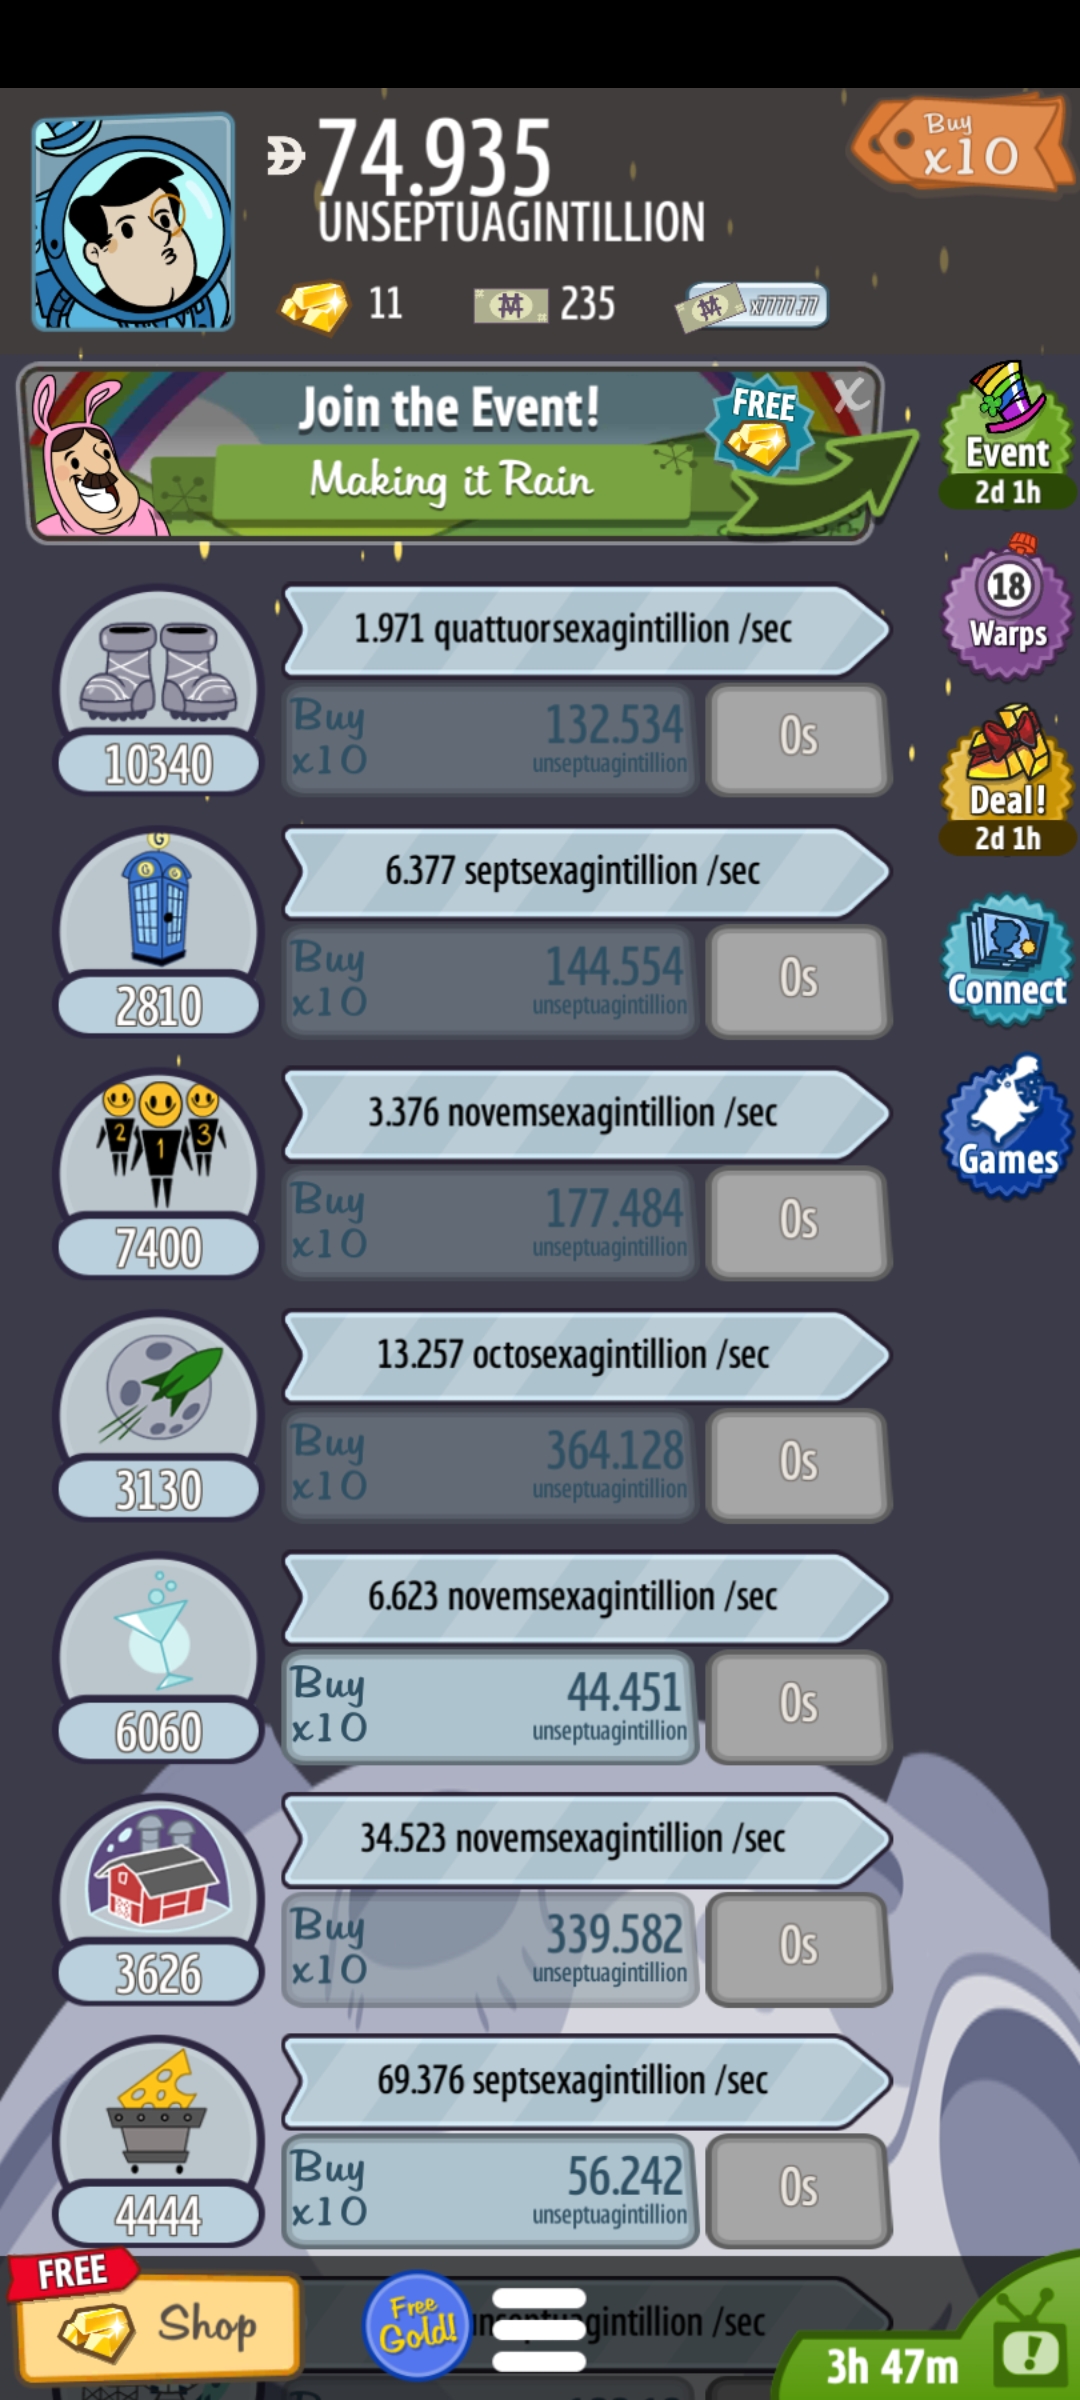 74.935
UNSEPTUAGINTILLION
Buy
x10
11
235
x7777.77
Join the Event!
FREE
X
Making it Rain
Event
2d 1h
18
Warps
Deal!
2d 1h
Connect
Games
1.971 quattuorsexagintillion /sec
Buy
x10
132.534
unseptuagintillion
0s
10340
G
G G
6.377 septsexagintillion /sec
Buy
x10
144.554
unseptuagintillion
0s
2810
2 1 3
3.376 novemsexagintillion /sec
Buy
x10
177.484
unseptuagintillion
0s
7400
13.257 octosexagintillion /sec
Buy
x10
364.128
unseptuagintillion
0s
3130
6.623 novemsexagintillion /sec
Buy
x10
44.451
unseptuagintillion
0s
6060
34.523 novemsexagintillion /sec
Buy
x10
339.582
unseptuagintillion
0s
3626
69.376 septsexagintillion /sec
Buy
x10
56.242
unseptuagintillion
0s
4444
FREE
Shop
Free
Gold!
/sec
3h 47m
!